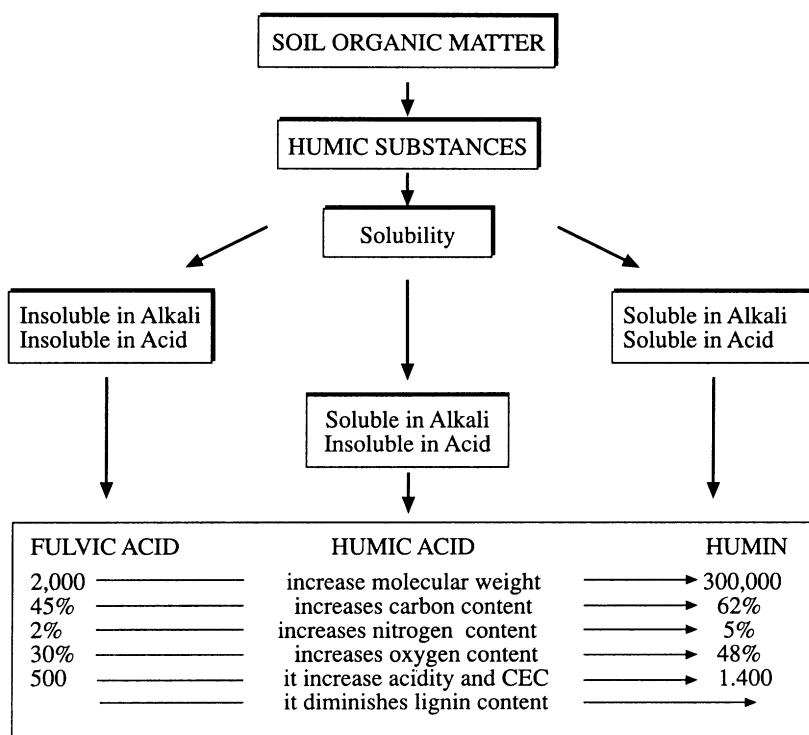 SOIL ORGANIC MATTER
HUMIC SUBSTANCES
Solubility
Insoluble in Alkali
Insoluble in Acid
Soluble in Alkali
Soluble in Acid
Soluble in Alkali
Insoluble in Acid
FULVIC ACID HUMIC ACID HUMIN
2,000 increase molecular weight 300,000
45% increases carbon content 62%
2% increases nitrogen content 5%
30% increases oxygen content 48%
500 it increase acidity and CEC 1.400
it diminishes lignin content